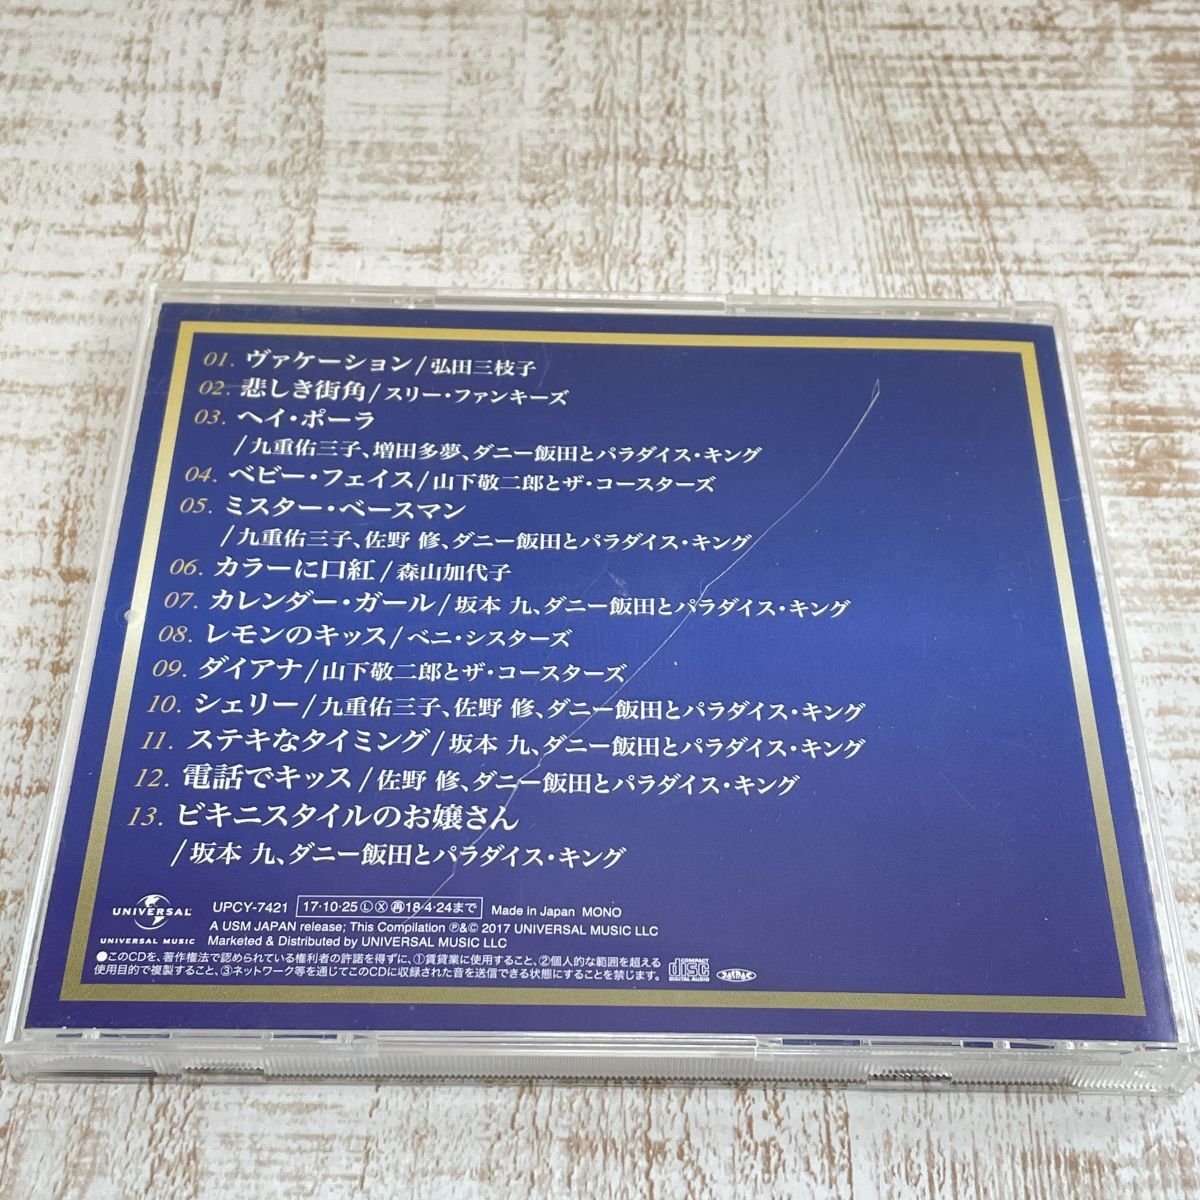 01. ヴァケーション/弘田三枝子
02. 悲しき街角/スリー・ファンキーズ
03. ヘイ・ポーラ
/九重佑三子、増田多夢、ダニー飯田とパラダイス・キング
04. ベビー・フェイス/山下敬二郎とザ・コースターズ
05. ミスター・ベースマン
/九重佑三子、佐野 修、ダニー飯田とパラダイス・キング
06. カラーに口紅/森山加代子
07. カレンダー・ガール/坂本 九、ダニー飯田とパラダイス・キング
08. レモンのキッス/ベニ・シスターズ
09. ダイアナ/山下敬二郎とザ・コースターズ
10. シェリー/九重佑三子、佐野 修、ダニー飯田とパラダイス・キング
11. ステキなタイミング/坂本 九、ダニー飯田とパラダイス・キング
12. 電話でキッス/佐野 修、ダニー飯田とパラダイス・キング
13. ビキニスタイルのお嬢さん
/坂本 九、ダニー飯田とパラダイス・キング
UNIVERSAL
UNIVERSAL MUSIC
UPCY-7421 17・10・25ⓁⓍ㊢18・4・24まで Made in Japan MONO
A USM JAPAN release; This Compilation ℗&© 2017 UNIVERSAL MUSIC LLC
Marketed & Distributed by UNIVERSAL MUSIC LLC
●このCDを、著作権法で認められている権利者の許諾を得ずに、①賃貸業に使用すること、②個人的な範囲を超える
使用目的で複製すること、③ネットワーク等を通じてこのCDに収録された音を送信できる状態にすることを禁じます。
COMPACT
disc
DIGITAL AUDIO